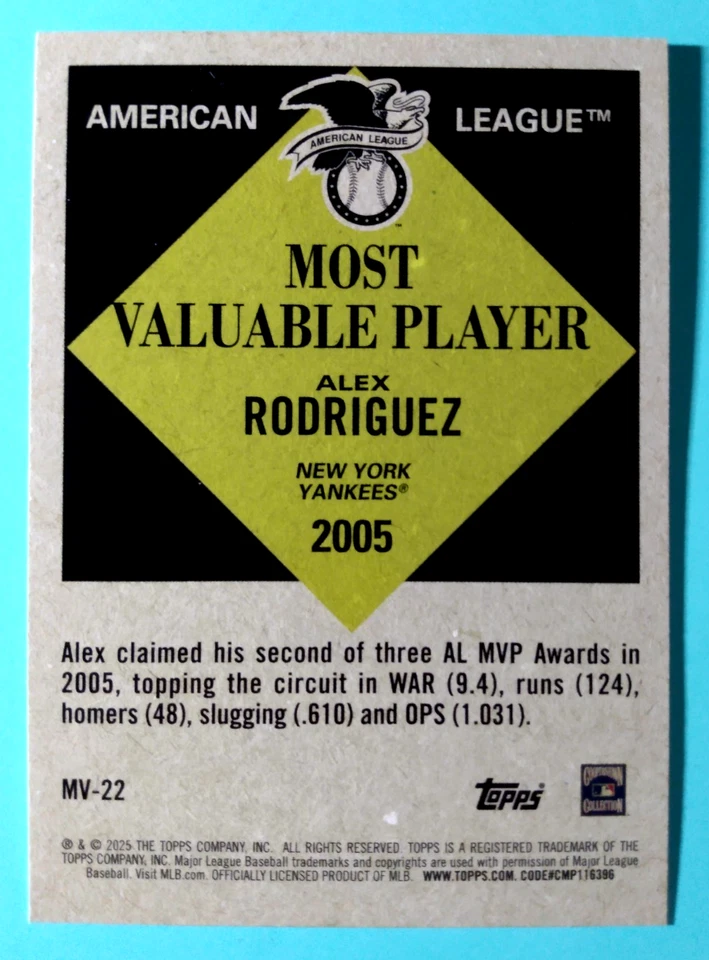 AMERICAN LEAGUE™
AMERICAN LEAGUE
™
MOST
VALUABLE PLAYER
ALEX
RODRIGUEZ
NEW YORK
YANKEES®
2005
Alex claimed his second of three AL MVP Awards in
2005, topping the circuit in WAR (9.4), runs (124),
homers (48), slugging (.610) and OPS (1.031).
MV-22
topps®
COOPERSTOWN
COLLECTION
® & © 2025 THE TOPPS COMPANY, INC. ALL RIGHTS RESERVED. TOPPS IS A REGISTERED TRADEMARK OF THE
TOPPS COMPANY, INC. Major League Baseball trademarks and copyrights are used with permission of Major League
Baseball. Visit MLB.com. OFFICIALLY LICENSED PRODUCT OF MLB. WWW.TOPPS.COM. CODE#CMP116396